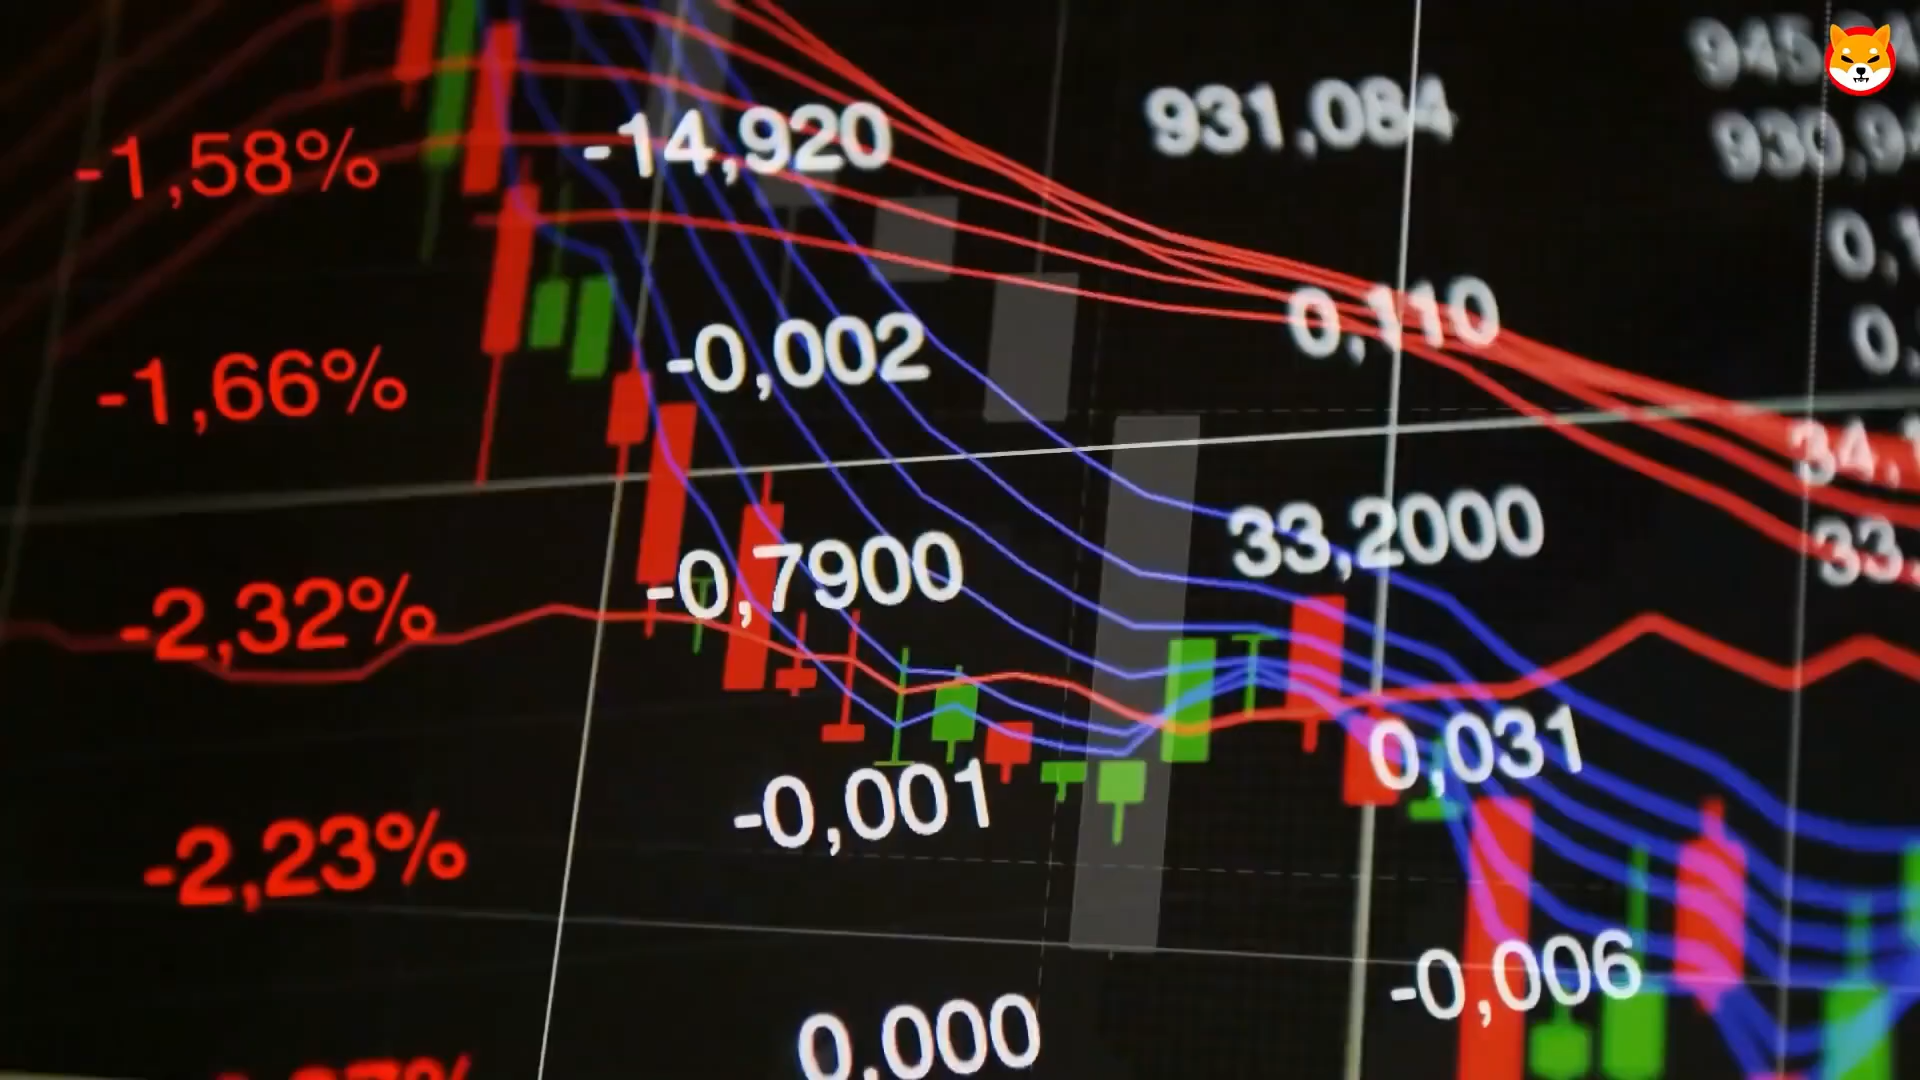 -1,58% -14,920 931,084
-1,66% -0,002 0,110
-2,32% -0,7900 33,2000
-2,23% -0,001 0,031
0,000 -0,006